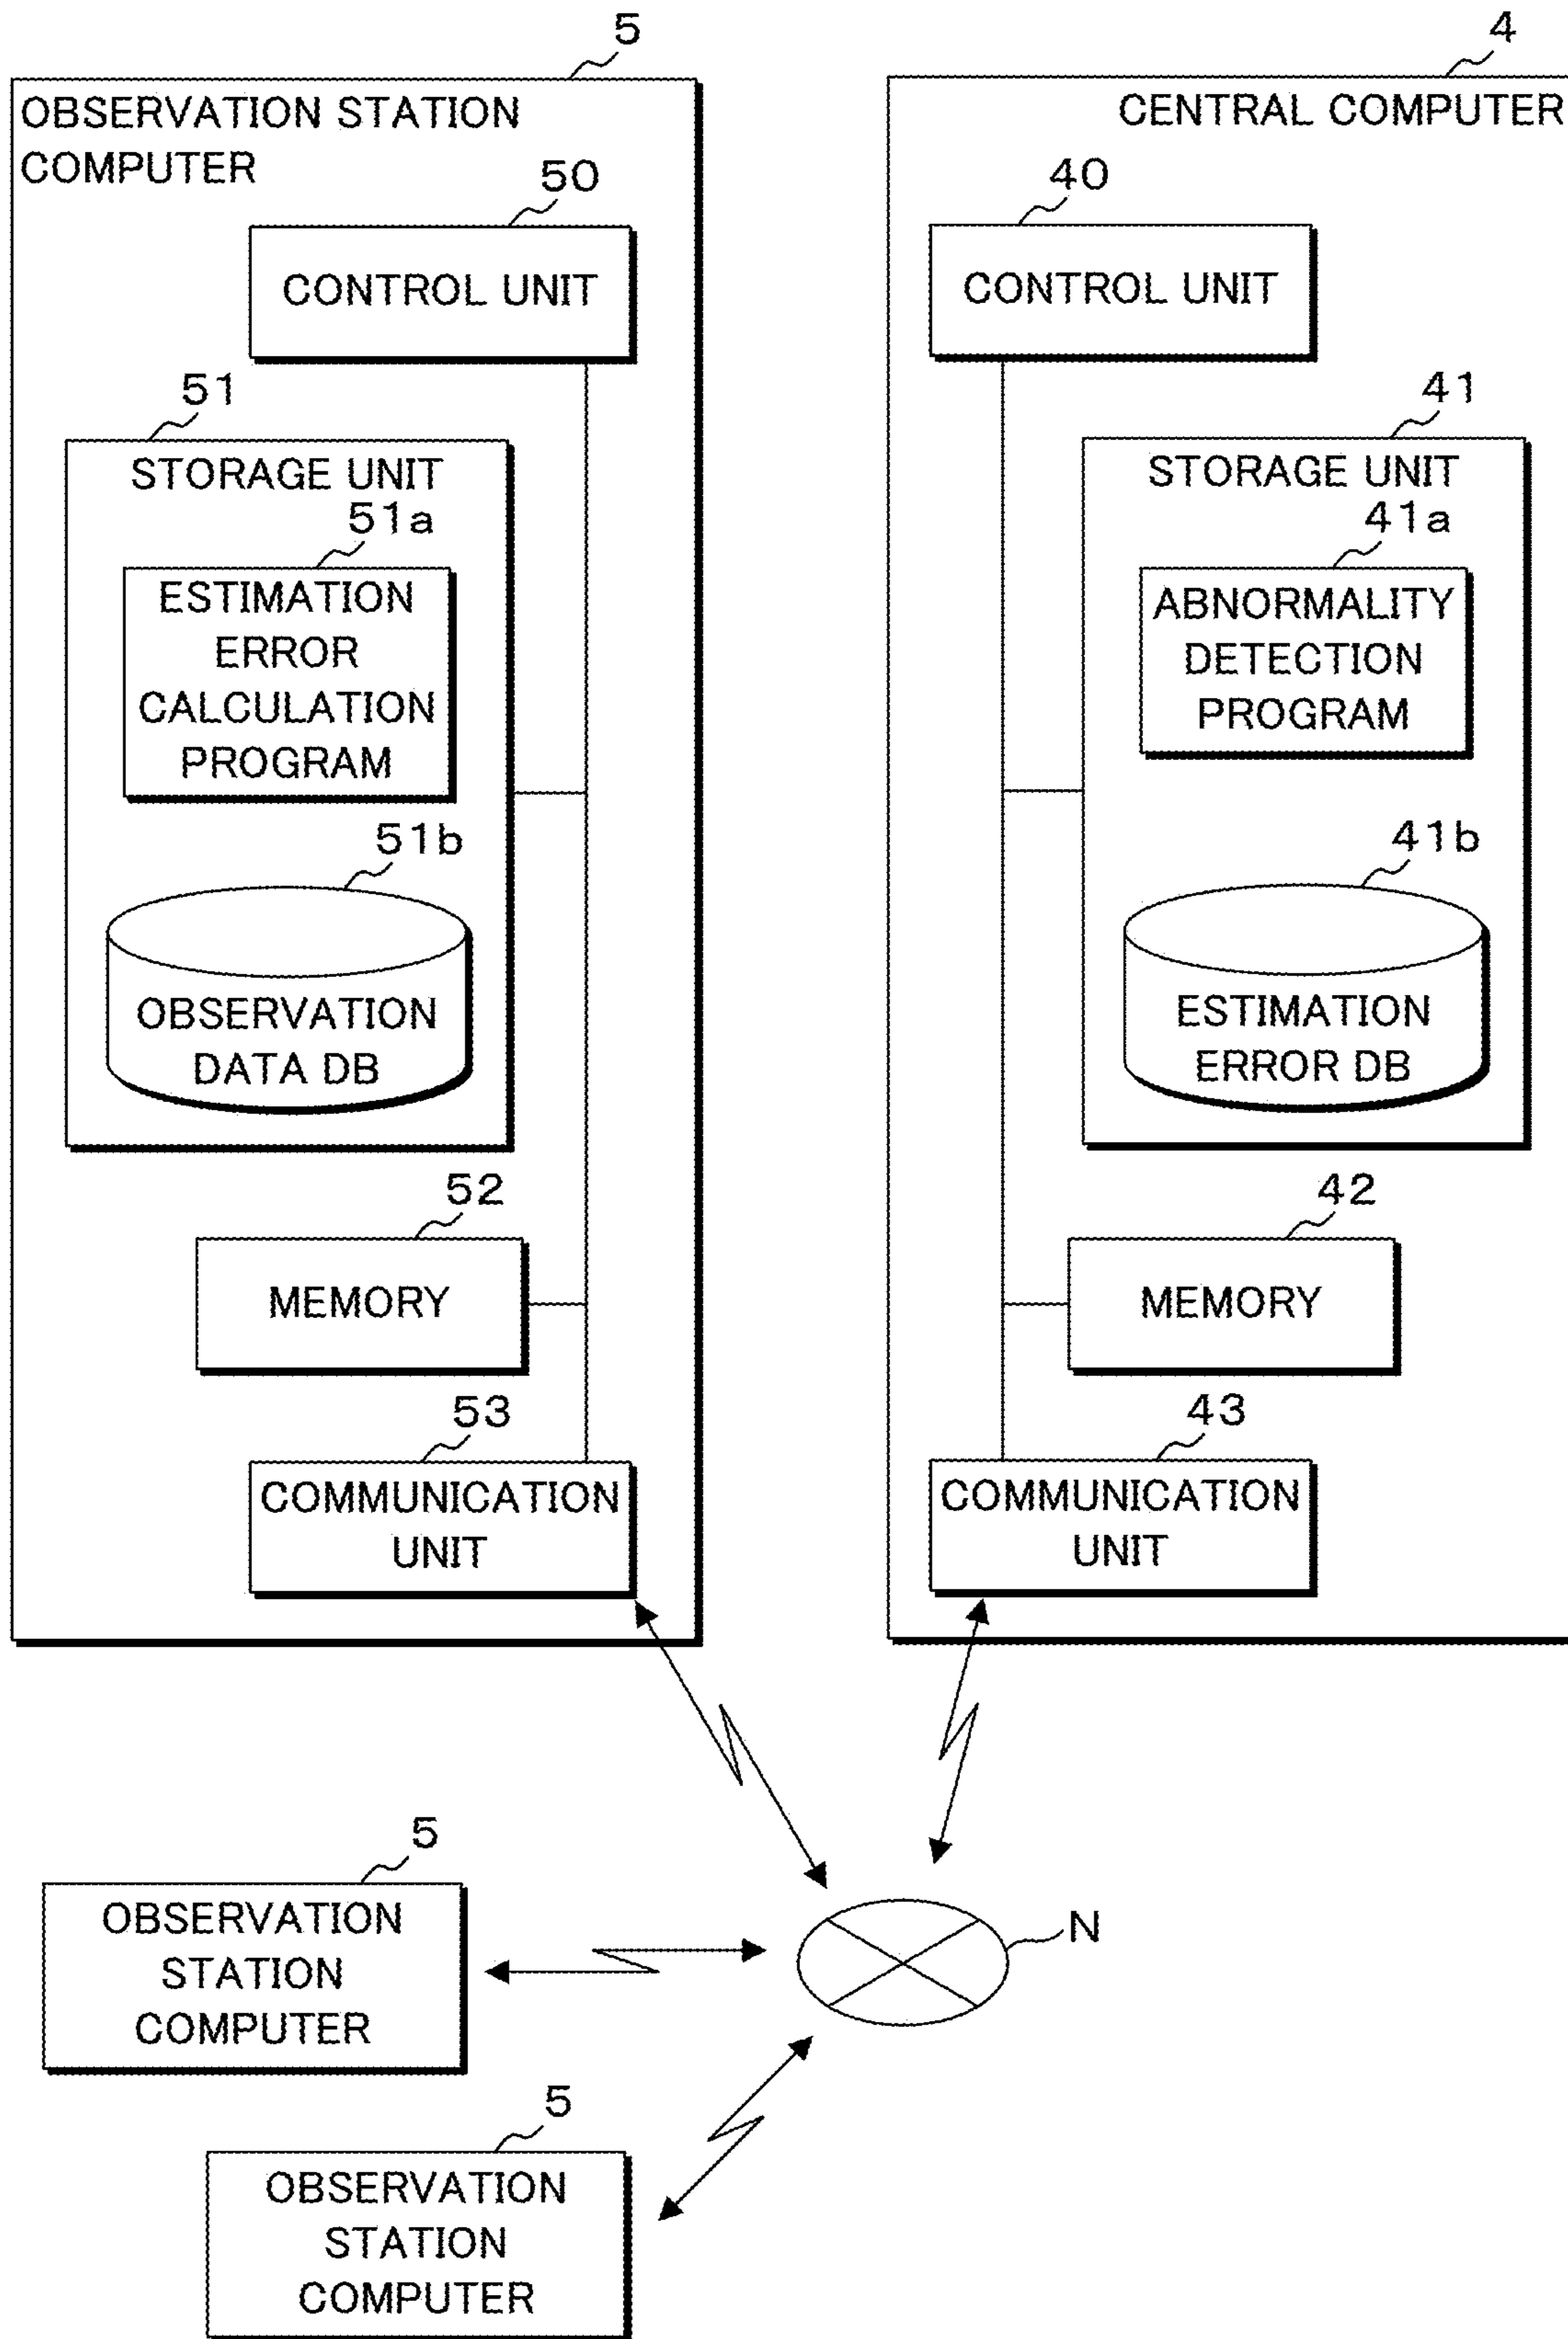 5
OBSERVATION STATION
COMPUTER
50
CONTROL UNIT
51
STORAGE UNIT
51a
ESTIMATION
ERROR
CALCULATION
PROGRAM
51b
OBSERVATION
DATA DB
52
MEMORY
53
COMMUNICATION
UNIT
4
CENTRAL COMPUTER
40
CONTROL UNIT
41
STORAGE UNIT
41a
ABNORMALITY
DETECTION
PROGRAM
41b
ESTIMATION
ERROR DB
42
MEMORY
43
COMMUNICATION
UNIT
5
OBSERVATION
STATION
COMPUTER
N
5
OBSERVATION
STATION
COMPUTER